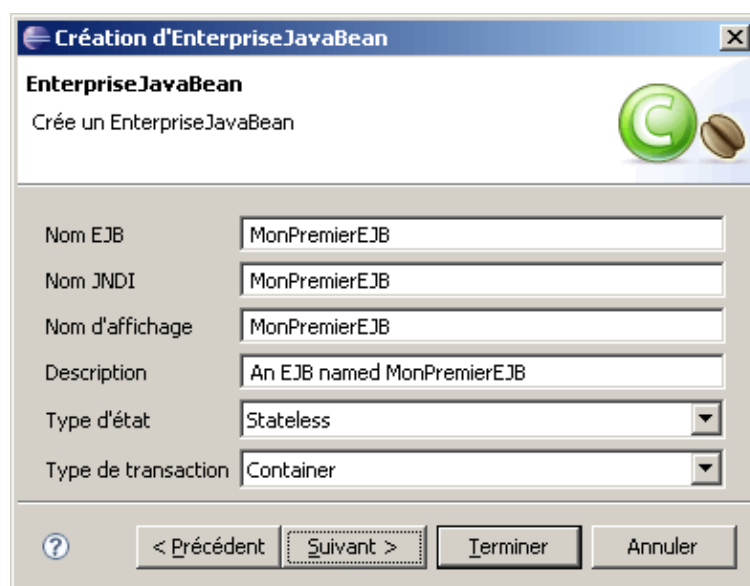 Création d'EnterpriseJavaBean
EnterpriseJavaBean
Crée un EnterpriseJavaBean
Nom EJB MonPremierEJB
Nom JNDI MonPremierEJB
Nom d'affichage MonPremierEJB
Description An EJB named MonPremierEJB
Type d'état Stateless
Type de transaction Container
? < Précédent Suivant > Terminer Annuler